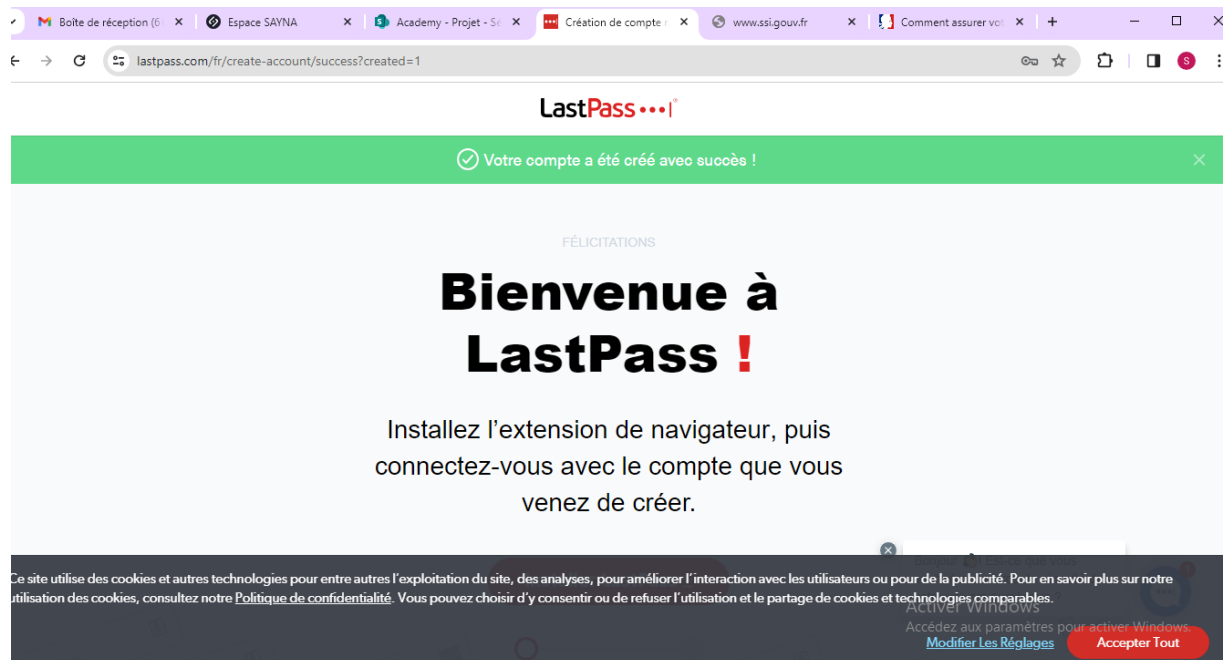 Boîte de réception (6
Espace SAYNA
Academy - Projet - Sé
Création de compte r
www.ssi.gouv.fr
Comment assurer vot
lastpass.com/fr/create-account/success?created=1
S
LastPass
Votre compte a été créé avec succès !
FÉLICITATIONS
Bienvenue à
LastPass !
Installez l’extension de navigateur, puis
connectez-vous avec le compte que vous
venez de créer.
Ce site utilise des cookies et autres technologies pour entre autres l’exploitation du site, des analyses, pour améliorer l’interaction avec les utilisateurs ou pour de la publicité. Pour en savoir plus sur notre
utilisation des cookies, consultez notre Politique de confidentialité. Vous pouvez choisir d’y consentir ou de refuser l’utilisation et le partage de cookies et technologies comparables.
Activer Windows
Accédez aux paramètres pour activer Windows.
Modifier Les Réglages
Accepter Tout